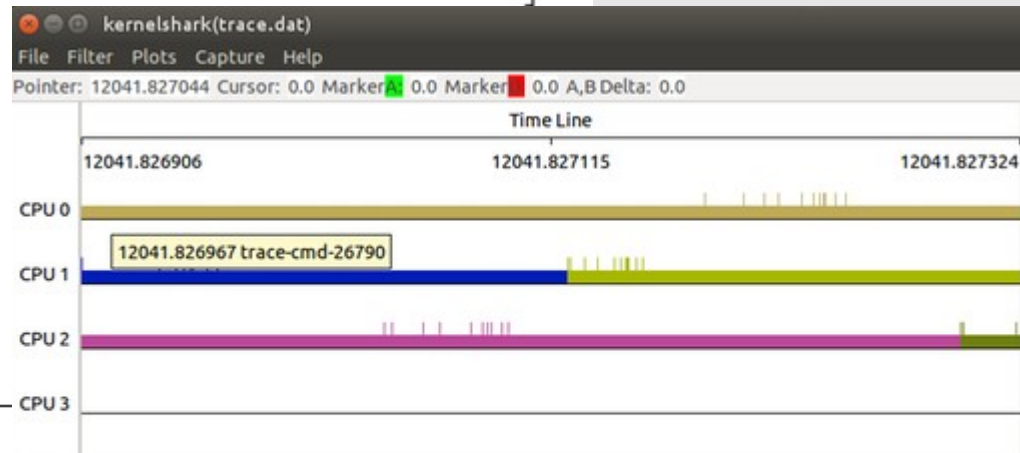 kernelshark(trace.dat)
File Filter Plots Capture Help
Pointer: 12041.827044 Cursor: 0.0 Marker A: 0.0 Marker 0.0 A,B Delta: 0.0
Time Line
12041.826906 12041.827115 12041.827324
CPU 0
12041.826967 trace-cmd-26790
CPU 1
CPU 2
CPU 3